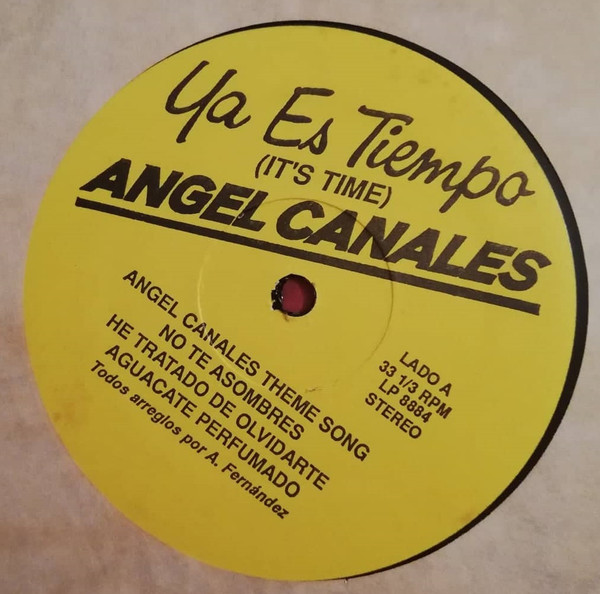 Ya Es Tiempo
(IT'S TIME)
ANGEL CANALES
ANGEL CANALES THEME SONG
NO TE ASOMBRES
HE TRATADO DE OLVIDARTE
AGUACATE PERFUMADO
Todos arreglos por A. Fernández
LADO A
33 1/3 RPM
LP 8884
STEREO